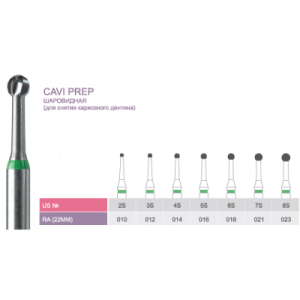 CAVI PREP
ШАРОВИДНАЯ
(для снятия кариозного дентина)
US № 2S 3S 4S 5S 6S 7S 8S
RA (22MM) 010 012 014 016 018 021 023